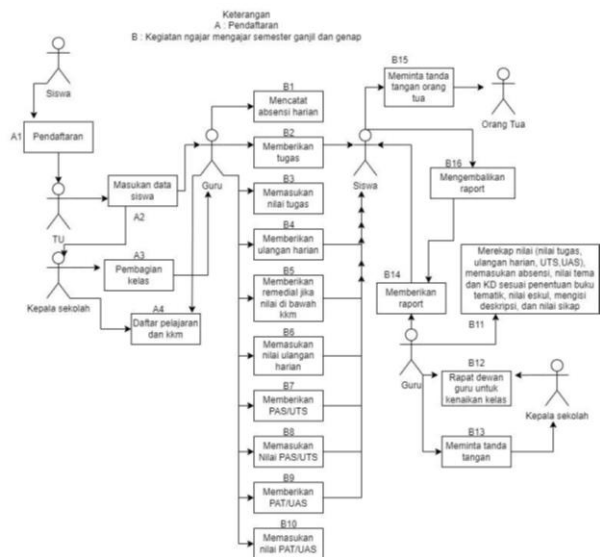 Keterangan
A : Pendaftaran
B : Kegiatan ngajar mengajar semester ganjil dan genap
Siswa
A1
Pendaftaran
TU
Masukan data
siswa
A2
Kepala sekolah
A3
Pembagian
kelas
A4
Daftar pelajaran
dan kkm
Guru
B1
Mencatat
absensi harian
B2
Memberikan
tugas
B3
Memasukan
nilai tugas
B4
Memberikan
ulangan harian
B5
Memberikan
remedial jika
nilai di bawah
kkm
B6
Memasukan
nilai ulangan
harian
B7
Memberikan
PAS/UTS
B8
Memasukan
Nilai PAS/UTS
B9
Memberikan
PAT/UAS
B10
Memasukan
nilai PAT/UAS
Siswa
B15
Meminta tanda
tangan orang
tua
Orang Tua
B16
Mengembalikan
raport
B14
Memberikan
raport
Merekap nilai (nilai tugas,
ulangan harian, UTS,UAS),
memasukan absensi, nilai tema
dan KD sesuai penentuan buku
tematik, nilai eskul, mengisi
deskripsi, dan nilai sikap
B11
Guru
B12
Rapat dewan
guru untuk
kenaikan kelas
Kepala sekolah
B13
Meminta tanda
tangan